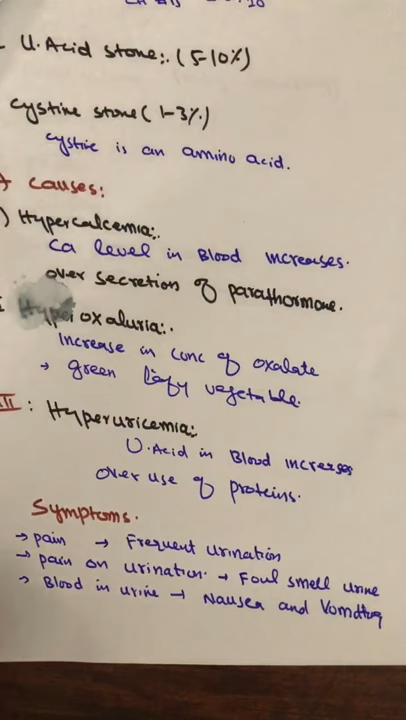 - U.Acid stone:. (5-10%)
cystine stone (1-3%)
cystine is an amino acid.
causes:
) Hypercalcemia:.
Ca level in Blood increases.
over secretion of parathormone.
Hyperoxaluria:.
Increase in conc of oxalate
→ green leafy vegetable.
III : Hyperuricemia:.
U.Acid in Blood increases
over use of proteins.
Symptoms.
→ pain → Frequent urination
→ pain on urination. → Foul smell urine
→ Blood in urine → Nausea and Vomiting